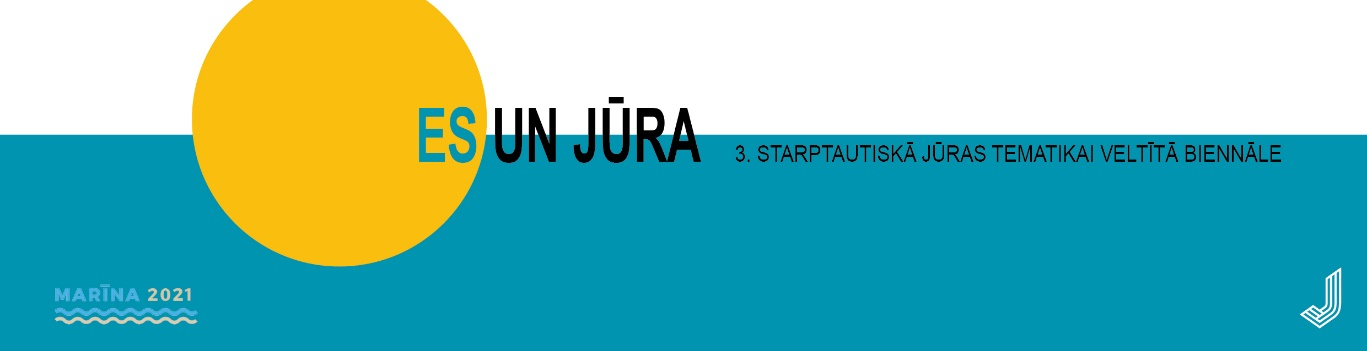 ES UN JŪRA
3. STARPTAUTISKĀ JŪRAS TEMATIKAI VELTĪTĀ BIENNĀLE
MARĪNA 2021